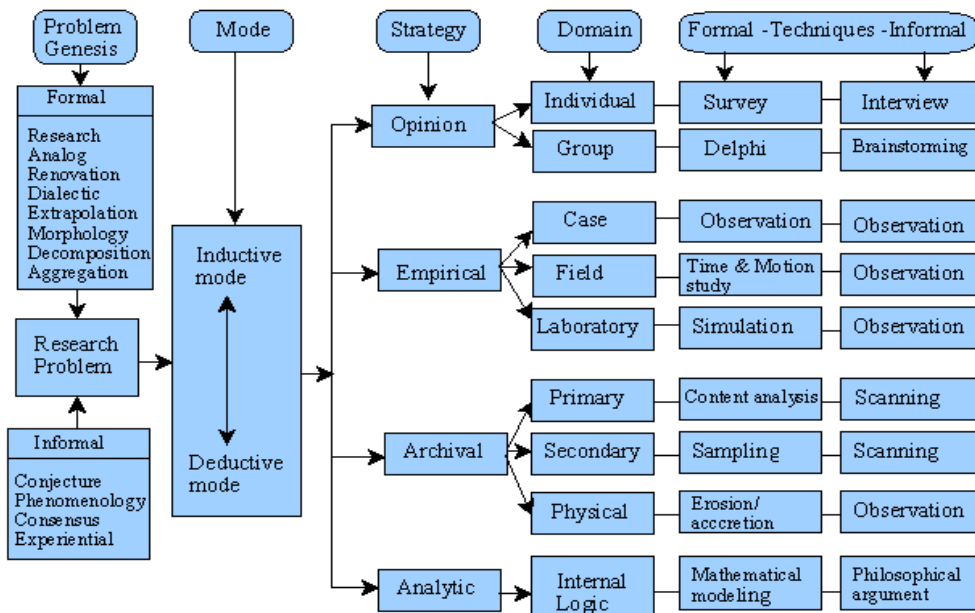 Problem
Genesis
Mode
Strategy
Domain
Formal -Techniques -Informal
Formal
Research
Analog
Renovation
Dialectic
Extrapolation
Morphology
Decomposition
Aggregation
Research
Problem
Informal
Conjecture
Phenomenology
Consensus
Experiential
Inductive
mode
Deductive
mode
Opinion
Individual
Survey
Interview
Group
Delphi
Brainstorming
Empirical
Case
Observation
Observation
Field
Time & Motion
study
Observation
Laboratory
Simulation
Observation
Archival
Primary
Content analysis
Scanning
Secondary
Sampling
Scanning
Physical
Erosion/
acccretion
Observation
Analytic
Internal
Logic
Mathematical
modeling
Philosophical
argument